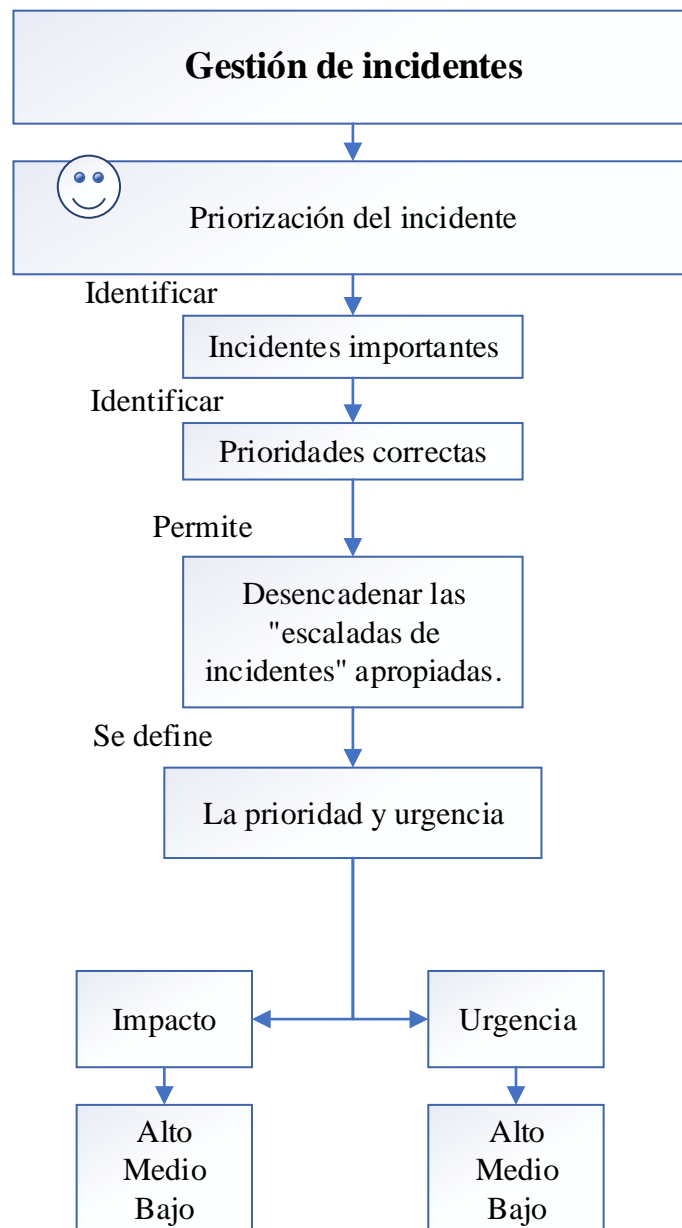 Gestión de incidentes
Priorización del incidente
Identificar
Incidentes importantes
Identificar
Prioridades correctas
Permite
Desencadenar las
"escaladas de
incidentes" apropiadas.
Se define
La prioridad y urgencia
Impacto
Urgencia
Alto
Medio
Bajo
Alto
Medio
Bajo